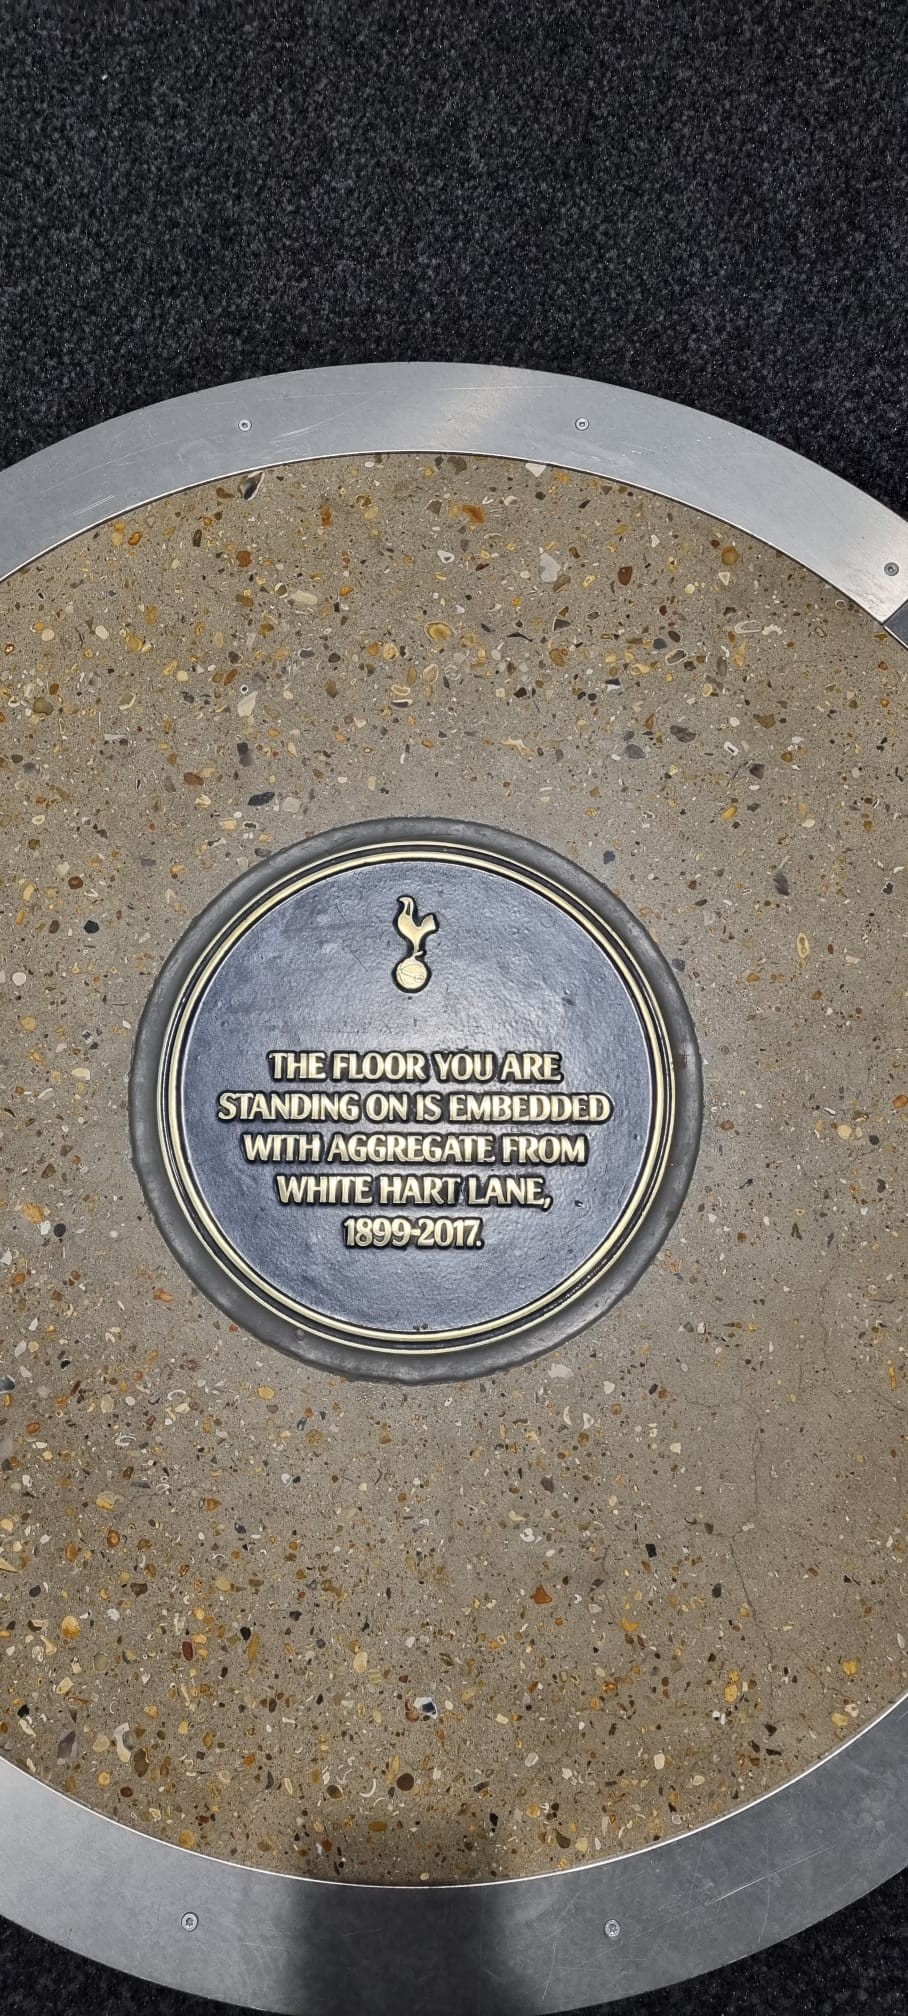 THE FLOOR YOU ARE
STANDING ON IS EMBEDDED
WITH AGGREGATE FROM
WHITE HART LANE,
1899-2017.